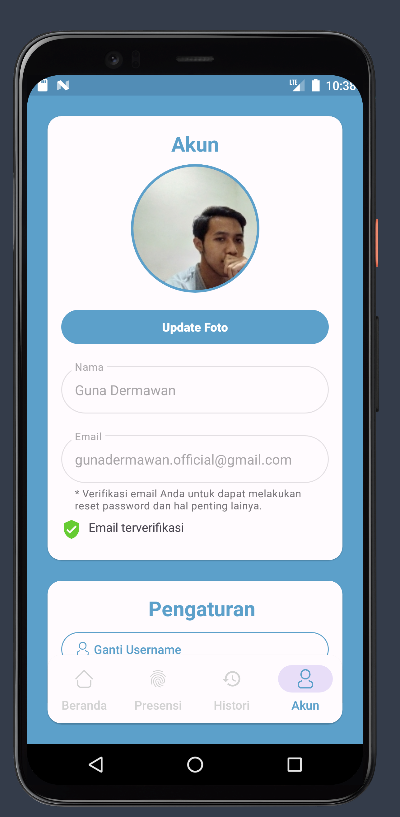 LTE 10:38
Akun
Update Foto
Nama
Guna Dermawan
Email
gunadermawan.official@gmail.com
* Verifikasi email Anda untuk dapat melakukan
reset password dan hal penting lainya.
Email terverifikasi
Pengaturan
Ganti Username
Beranda Presensi Histori Akun